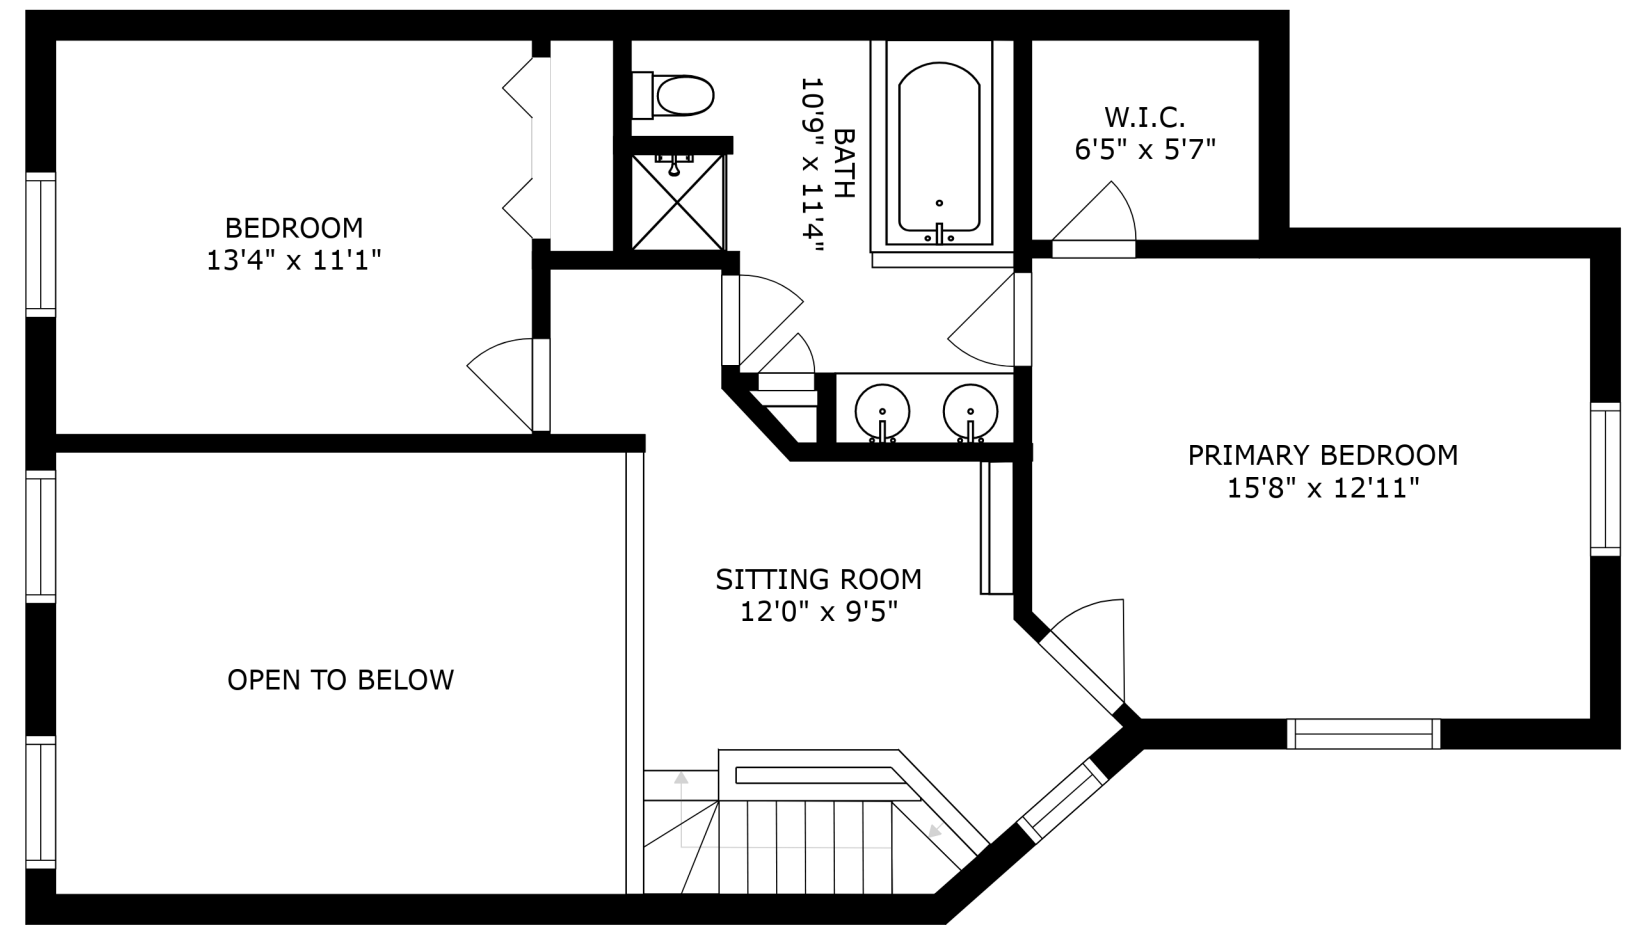 BEDROOM
13'4" x 11'1"
BATH
10'9" x 11'4"
W.I.C.
6'5" x 5'7"
PRIMARY BEDROOM
15'8" x 12'11"
SITTING ROOM
12'0" x 9'5"
OPEN TO BELOW